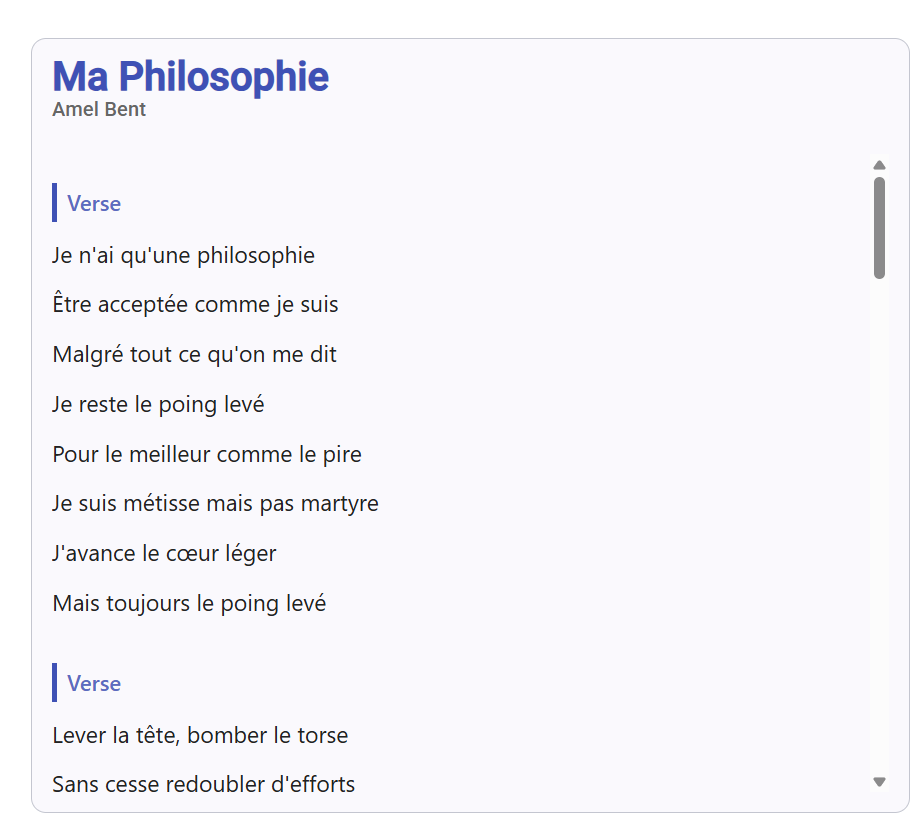 Ma Philosophie
Amel Bent
Verse
Je n'ai qu'une philosophie
Être acceptée comme je suis
Malgré tout ce qu'on me dit
Je reste le poing levé
Pour le meilleur comme le pire
Je suis métisse mais pas martyre
J'avance le cœur léger
Mais toujours le poing levé
Verse
Lever la tête, bomber le torse
Sans cesse redoubler d'efforts